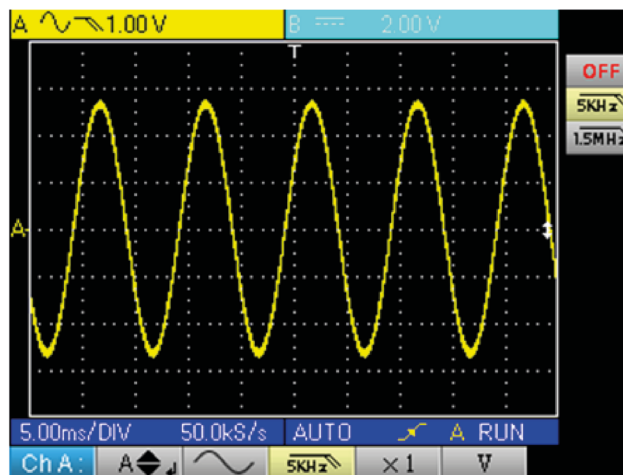 A 1.00 V B 2.00 V
T
OFF
5KHz
1.5MHz
A
5.00ms/DIV 50.0kS/s AUTO A RUN
Ch A: A 5KHz ×1 V